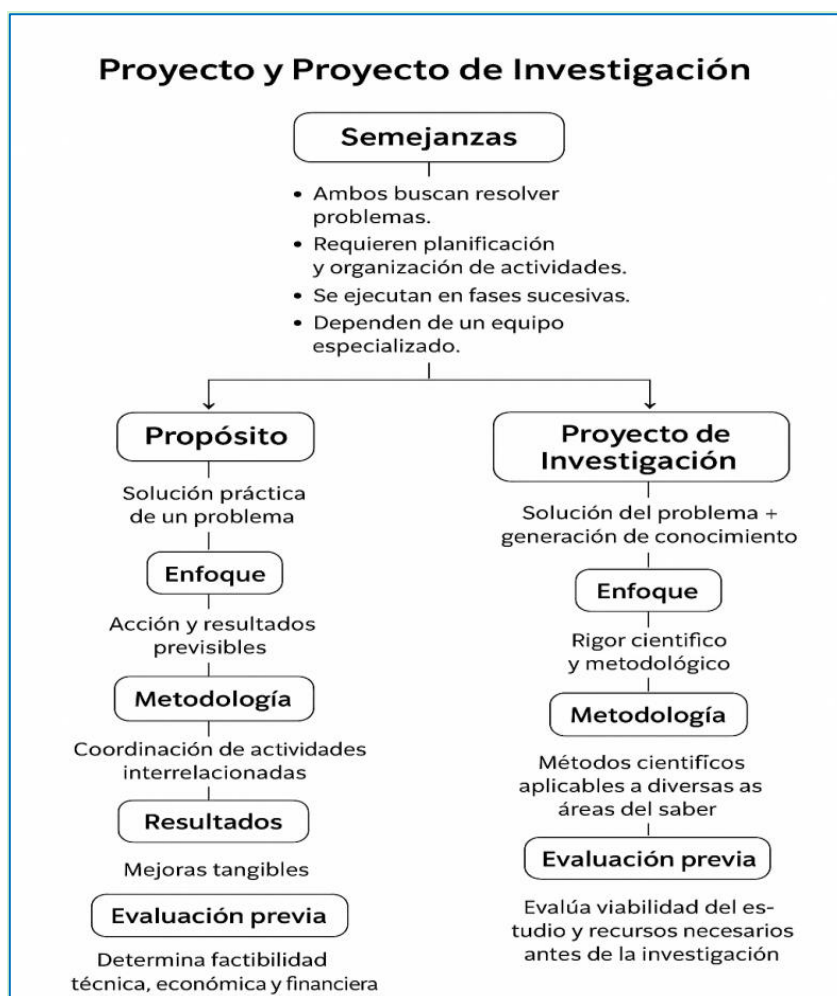 Proyecto y Proyecto de Investigación
Semejanzas
• Ambos buscan resolver
problemas.
• Requieren planificación
y organización de actividades.
• Se ejecutan en fases sucesivas.
• Dependen de un equipo
especializado.
Propósito
Solución práctica
de un problema
Enfoque
Acción y resultados
previsibles
Metodología
Coordinación de actividades
interrelacionadas
Resultados
Mejoras tangibles
Evaluación previa
Determina factibilidad
técnica, económica y financiera
Proyecto de
Investigación
Solución del problema +
generación de conocimiento
Enfoque
Rigor cientifico
y metodológico
Metodología
Métodos cientifícos
aplicables a diversas as
áreas del saber
Evaluación previa
Evalúa viabilidad del es-
tudio y recursos necesarios
antes de la investigación